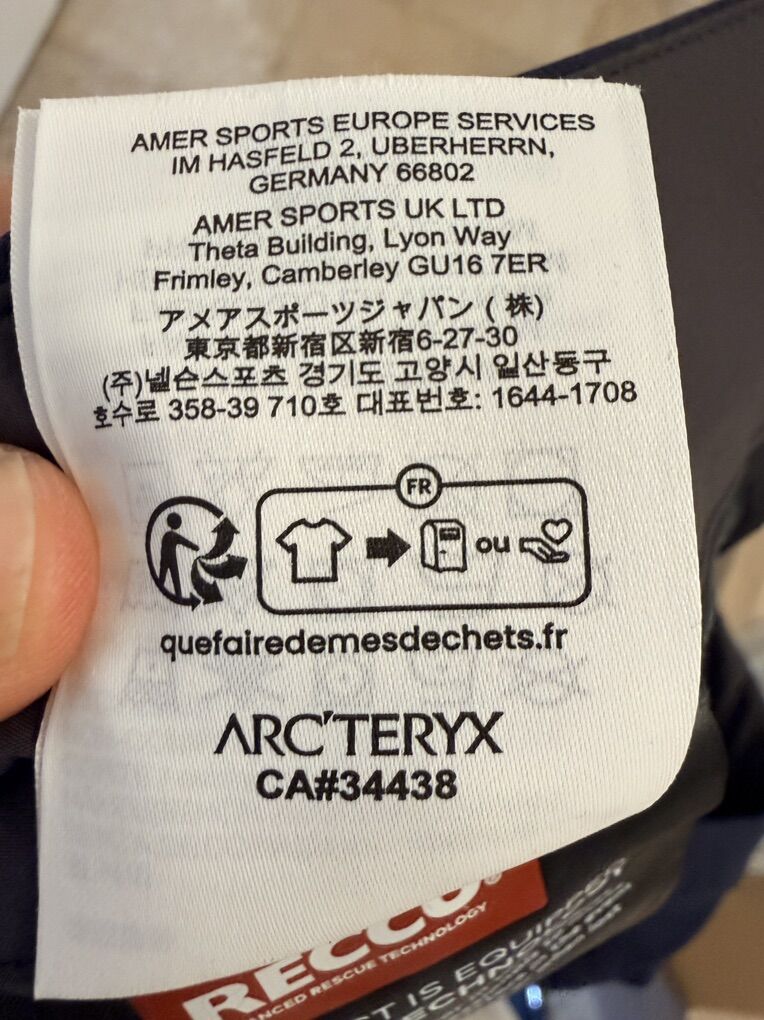 AMER SPORTS EUROPE SERVICES
IM HASFELD 2, UBERHERRN,
GERMANY 66802
AMER SPORTS UK LTD
Theta Building, Lyon Way
Frimley, Camberley GU16 7ER
アメアスポーツジャパン ( 株)
東京都新宿区新宿6-27-30
(주)넬슨스포츠 경기도 고양시 일산동구
호수로 358-39 710호 대표번호: 1644-1708
FR
ou
quefairedemesdechets.fr
ARC'TERYX
CA#34438
RECCO®
RESCUE TECHNOLOGY
IS EQUIPPED